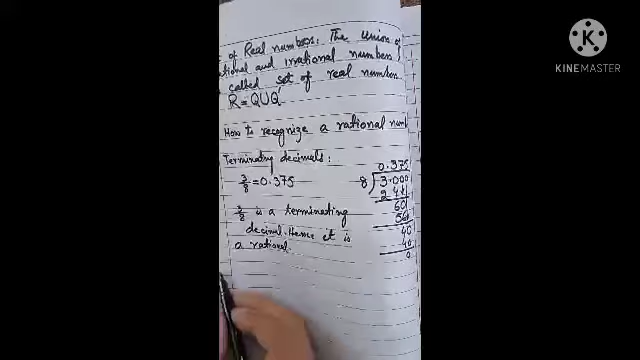 of Real numbers. The union of
tional and irrational numbers
called set of real numbers
R = QUQ'
How to recognize a rational numb
Terminating decimals:
3/8 = 0.375
0.375
8 3.000
2 4
60
56
40
40
0
3/8 is a terminating
decimal. Hence it is
a rational.
K
KINEMASTER